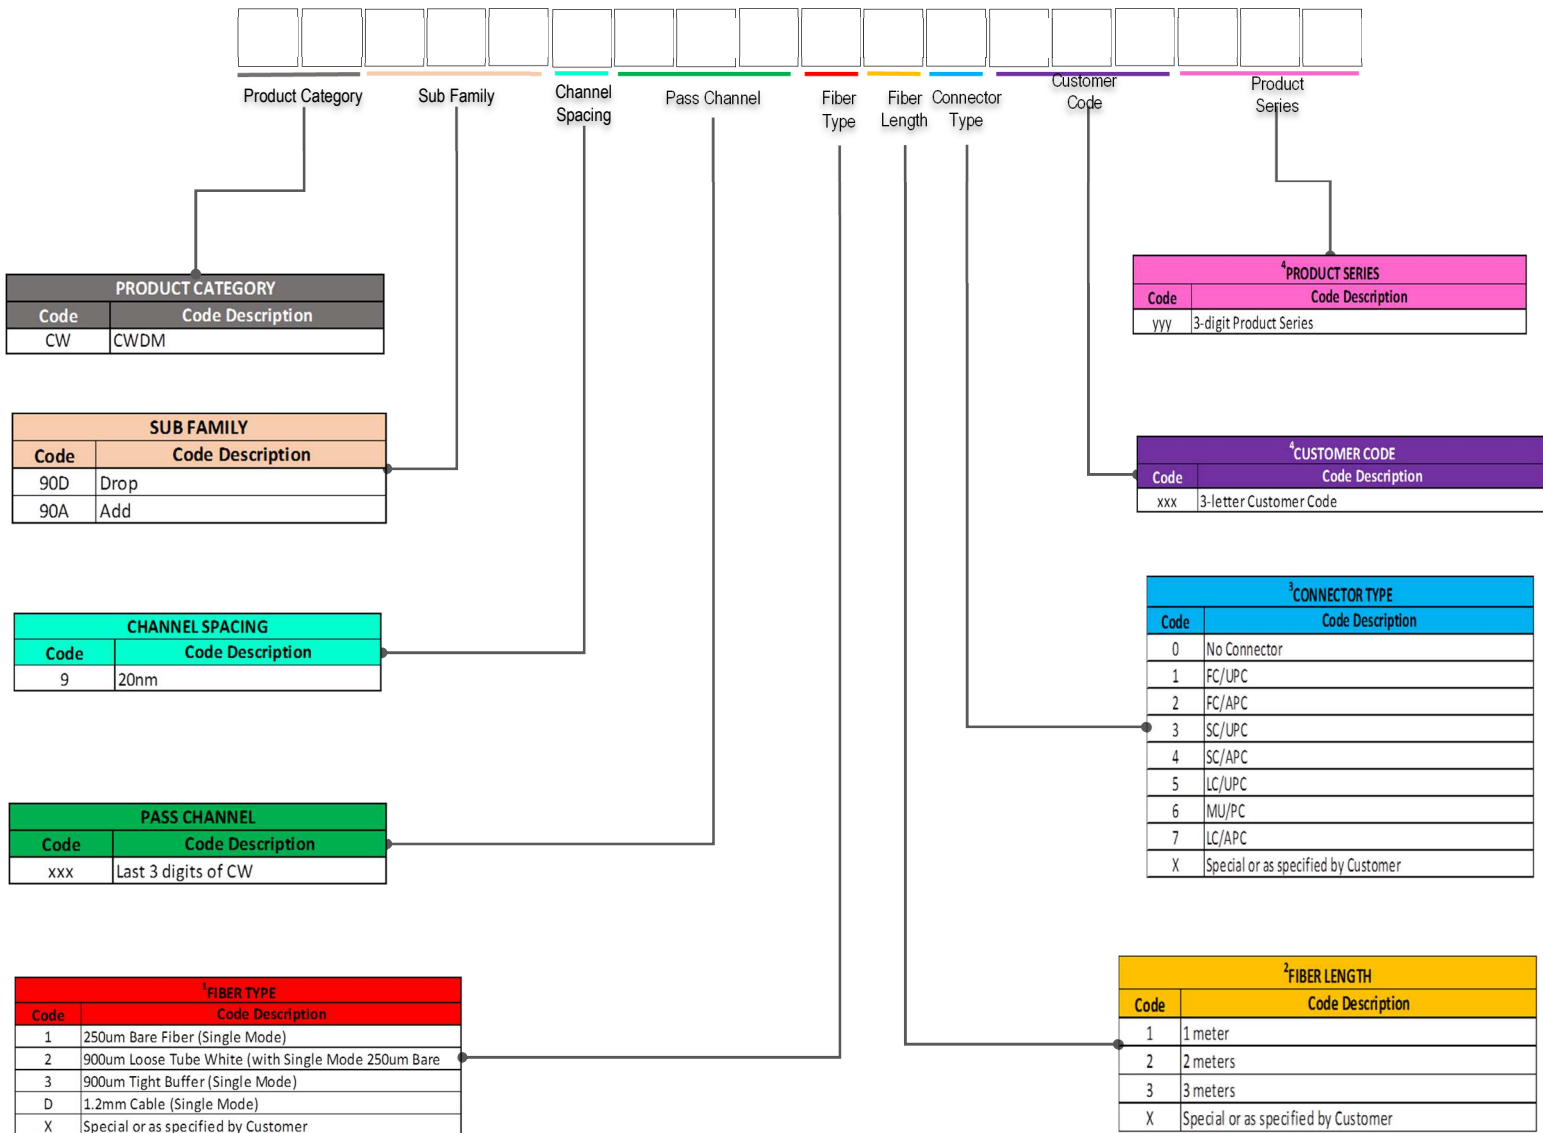 Product Category
Sub Family
Channel
Spacing
Pass Channel
Fiber
Type
Fiber
Length
Connector
Type
Customer
Code
Product
Series
PRODUCT CATEGORY
Code Code Description
CW CWDM
SUB FAMILY
Code Code Description
90D Drop
90A Add
CHANNEL SPACING
Code Code Description
9 20nm
PASS CHANNEL
Code Code Description
xxx Last 3 digits of CW
1FIBER TYPE
Code Code Description
1 250um Bare Fiber (Single Mode)
2 900um Loose Tube White (with Single Mode 250um Bare
3 900um Tight Buffer (Single Mode)
D 1.2mm Cable (Single Mode)
X Special or as specified by Customer
4PRODUCT SERIES
Code Code Description
yyy 3-digit Product Series
4CUSTOMER CODE
Code Code Description
xxx 3-letter Customer Code
3CONNECTOR TYPE
Code Code Description
0 No Connector
1 FC/UPC
2 FC/APC
3 SC/UPC
4 SC/APC
5 LC/UPC
6 MU/PC
7 LC/APC
X Special or as specified by Customer
2FIBER LENGTH
Code Code Description
1 1 meter
2 2 meters
3 3 meters
X Special or as specified by Customer